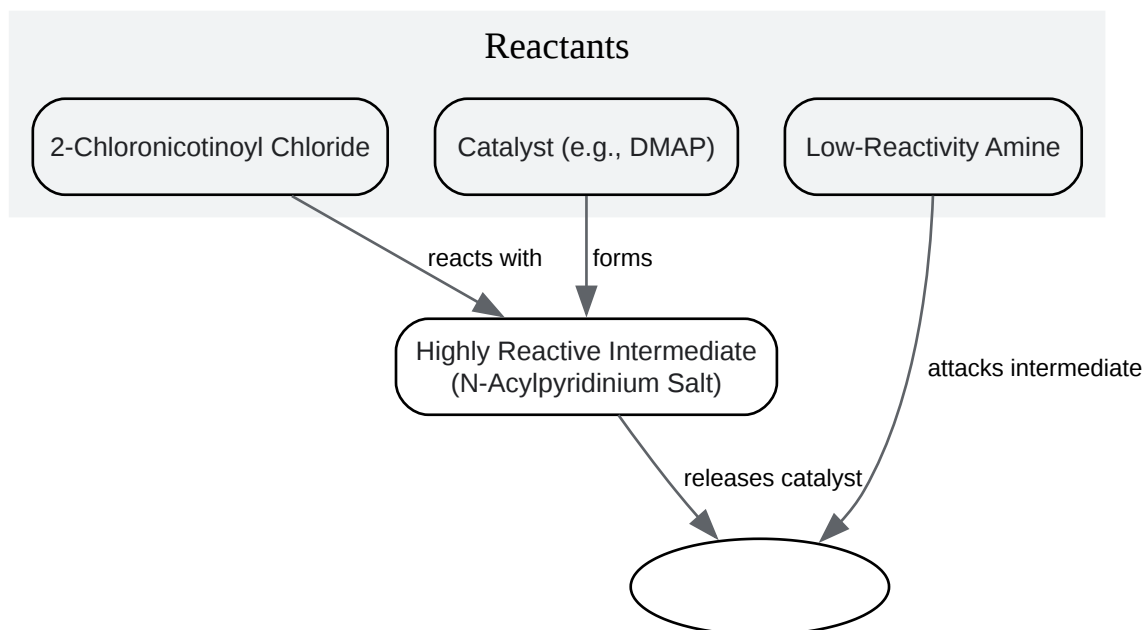 Reactants
2-Chloronicotinoyl Chloride
Catalyst (e.g., DMAP)
Low-Reactivity Amine
reacts with
forms
Highly Reactive Intermediate
(N-Acylpyridinium Salt)
attacks intermediate
releases catalyst